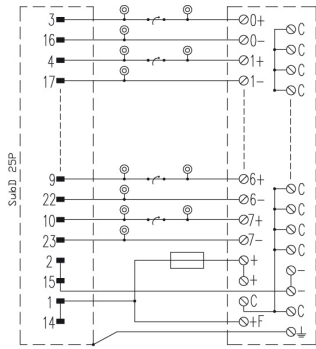 SubD 25P
3 0+ C
16 0- C
4 1+ C
17 1- C
9 6+ C
22 6- C
10 7+ C
23 7- C
2 +
-
15 +
-
1 C C
14 +F